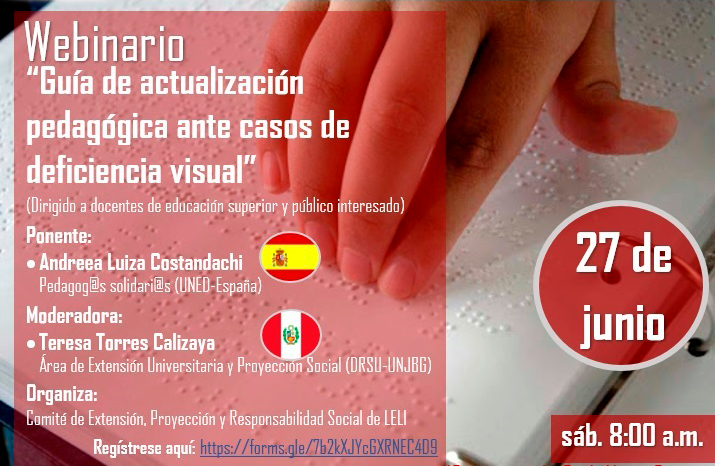 Webinario
“Guía de actualización
pedagógica ante casos de
deficiencia visual”
(Dirigido a docentes de educación superior y público interesado)
Ponente:
• Andreea Luiza Costandachi
Pedagog@s solidari@s (UNED-España)
Moderadora:
• Teresa Torres Calizaya
Área de Extensión Universitaria y Proyección Social (DRSU-UNJBG)
Organiza:
Comité de Extensión, Proyección y Responsabilidad Social de LELI
Regístrese aquí: https://forms.gle/7b2kXJYcGXRNEC4D9
27 de
junio
sáb. 8:00 a.m.